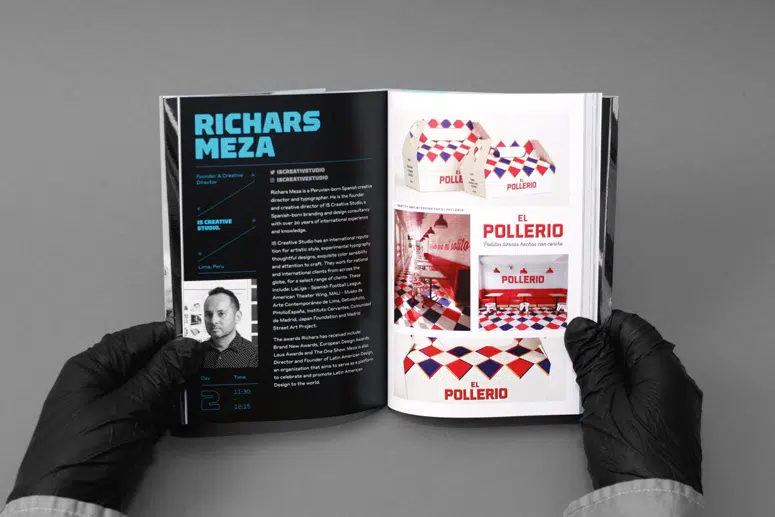 RICHARS
MEZA
Founder & Creative
Director
IS CREATIVE
STUDIO.
Lima, Peru
Day
Time
2
11:30
-
12:15
ISCREATIVESTUDIO
ISCREATIVESTUDIO
Richars Meza is a Peruvian-born Spanish creative
director and typographer. He is the founder
and creative director of IS Creative Studio, a
Spanish-born branding and design consultancy
with over 20 years of international experience
and knowledge.
IS Creative Studio has an international reputa-
tion for artistic style, experimental typography
thoughtful designs, exquisite color sensibility
and attention to craft. They work for national
and international clients from across the
globe, for a select range of clients. These
include: LaLiga - Spanish Football League,
American Theater Wing, MALI - Museo de
Arte Contemporáneo de Lima, Gatosphito,
PHotoEspaña, Instituto Cervantes, Comunidad
de Madrid, Japan Foundation and Madrid
Street Art Project.
The awards Richars has received include:
Brand New Awards, European Design Awards,
Laus Awards and The One Show. Meza is also
Director and Founder of Latin American Design,
an organization that aims to serve as a platform
to celebrate and promote Latin American
Design to the world.
EL
POLLERIO
EL
POLLERIO
EL
POLLERIO
Pollitos tiernos hechos con cariño
POLLERIO
EL
POLLERIO